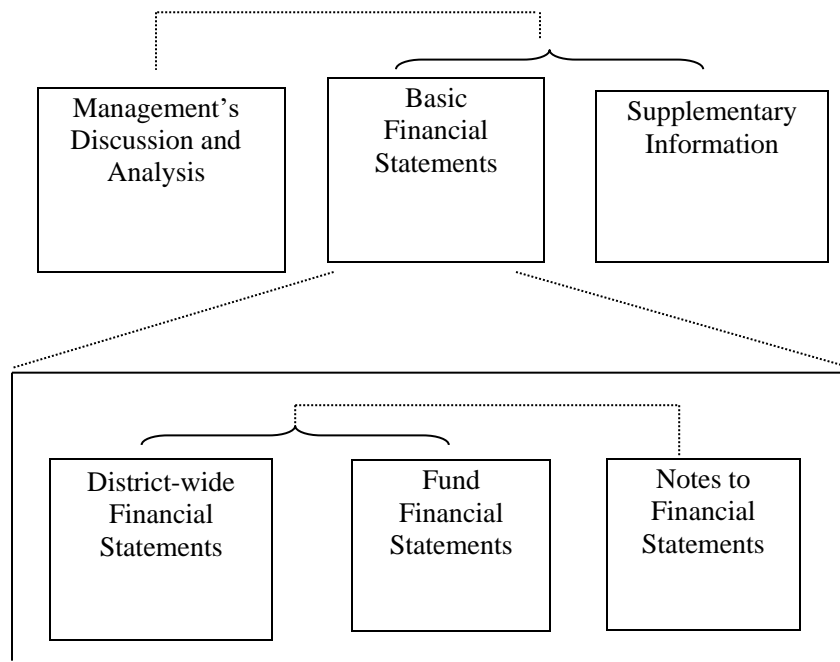 Management’s
Discussion and
Analysis
Basic
Financial
Statements
Supplementary
Information
District-wide
Financial
Statements
Fund
Financial
Statements
Notes to
Financial
Statements